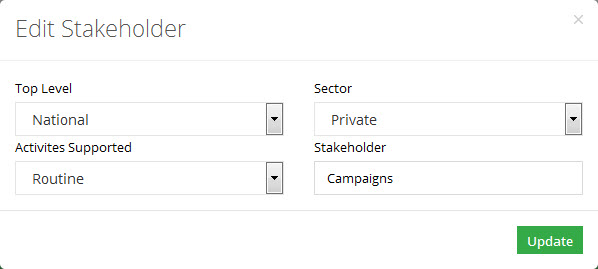 Edit Stakeholder
×
Top Level
Sector
National
Private
Activites Supported
Stakeholder
Routine
Campaigns
Update